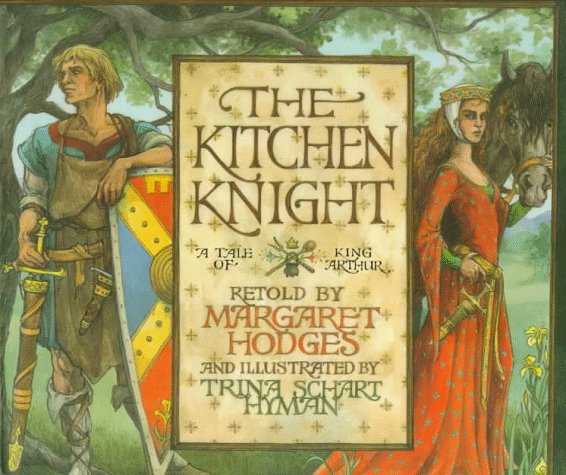 THE
KITCHEN
KNIGHT
A TALE KING
OF ARTHUR
RETOLD BY
MARGARET
HODGES
AND ILLUSTRATED BY
TRINA SCHART
HYMAN